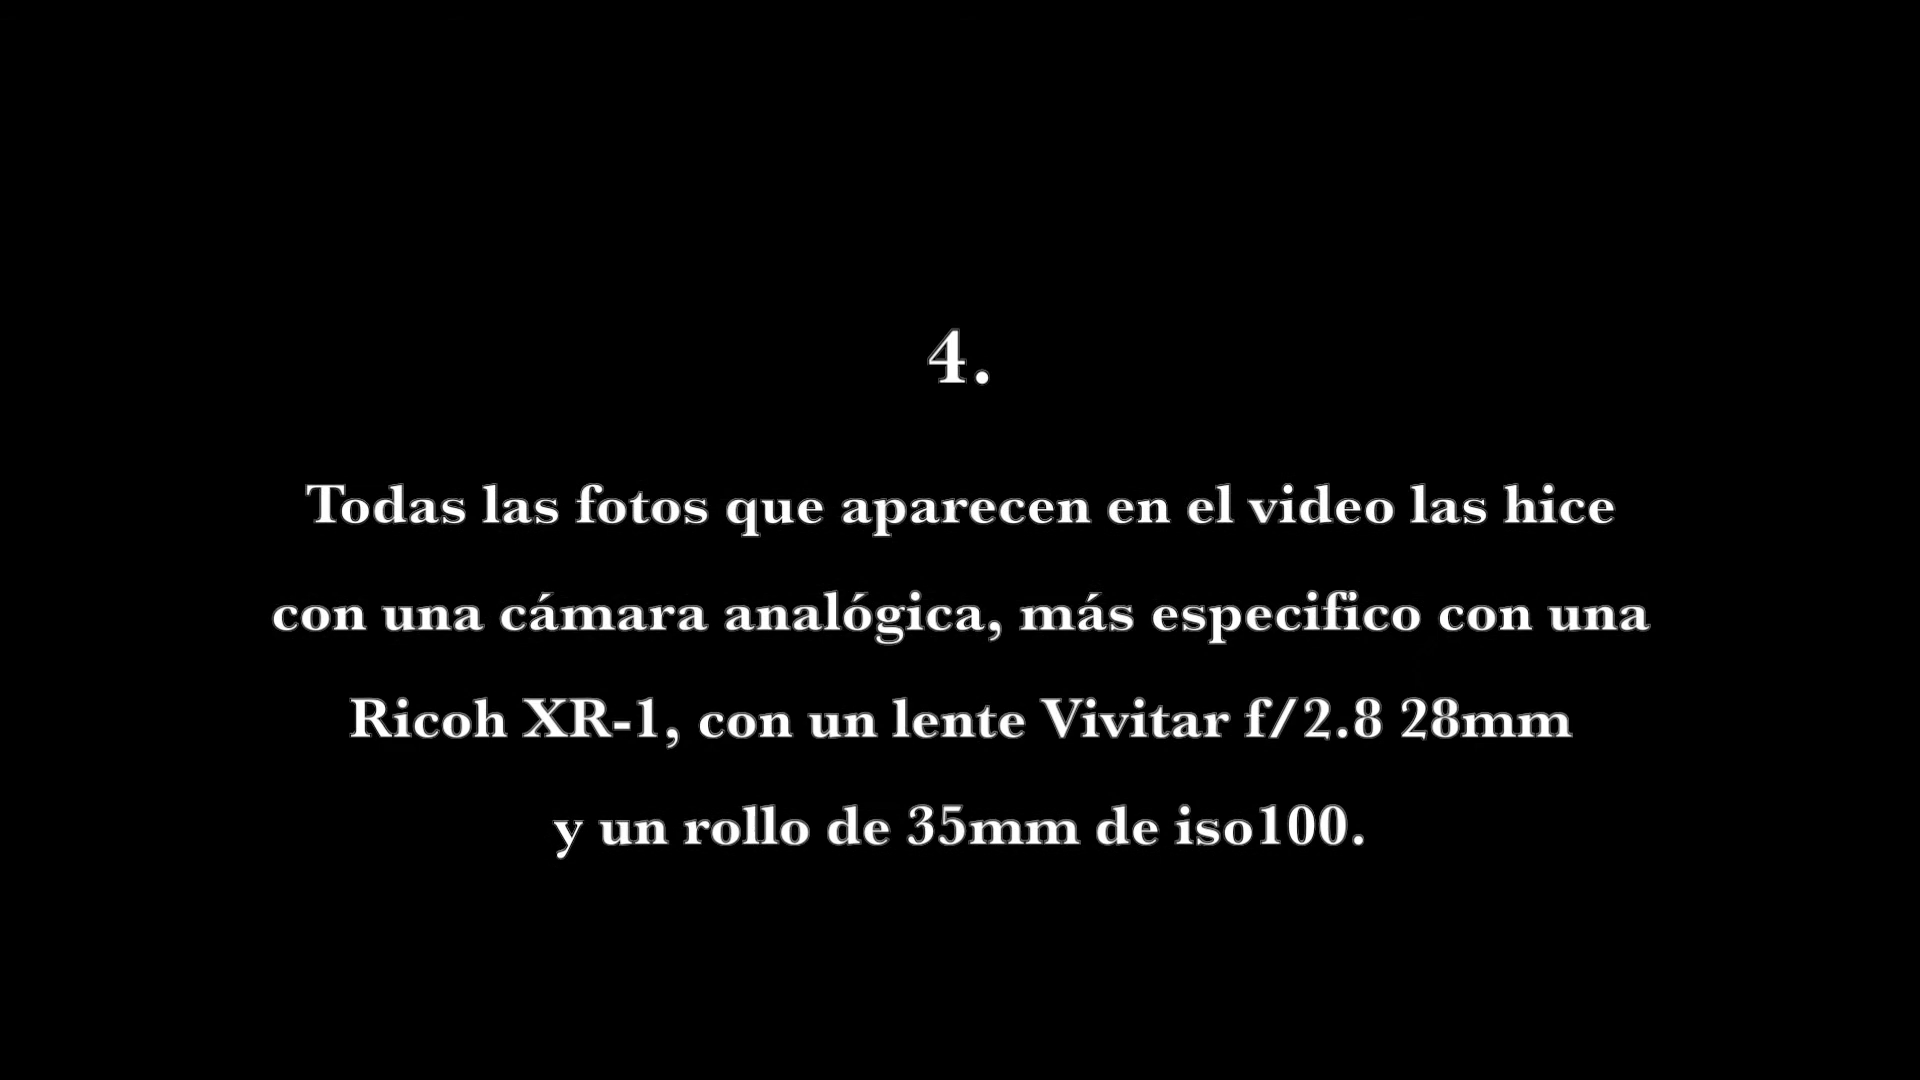 4.
Todas las fotos que aparecen en el video las hice
con una cámara analógica, más especifico con una
Ricoh XR-1, con un lente Vivitar f/2.8 28mm
y un rollo de 35mm de iso100.